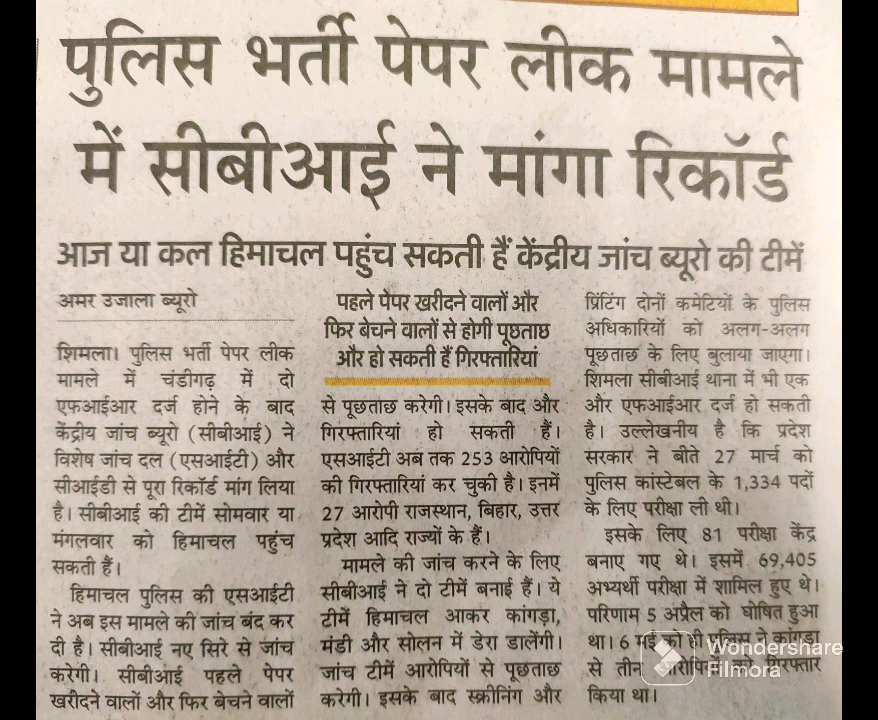 पुलिस भर्ती पेपर लीक मामले
में सीबीआई ने मांगा रिकॉर्ड
आज या कल हिमाचल पहुंच सकती हैं केंद्रीय जांच ब्यूरो की टीमें
अमर उजाला ब्यूरो
शिमला। पुलिस भर्ती पेपर लीक
मामले में चंडीगढ़ में दो
एफआईआर दर्ज होने के बाद
केंद्रीय जांच ब्यूरो (सीबीआई) ने
विशेष जांच दल (एसआईटी) और
सीआईडी से पूरा रिकॉर्ड मांग लिया
है। सीबीआई की टीमें सोमवार या
मंगलवार को हिमाचल पहुंच
सकती हैं।
हिमाचल पुलिस की एसआईटी
ने अब इस मामले की जांच बंद कर
दी है। सीबीआई नए सिरे से जांच
करेगी। सीबीआई पहले पेपर
खरीदने वालों और फिर बेचने वालों
पहले पेपर खरीदने वालों और
फिर बेचने वालों से होगी पूछताछ
और हो सकती हैं गिरफ्तारियां
से पूछताछ करेगी। इसके बाद और
गिरफ्तारियां हो सकती हैं।
एसआईटी अब तक 253 आरोपियों
की गिरफ्तारियां कर चुकी है। इनमें
27 आरोपी राजस्थान, बिहार, उत्तर
प्रदेश आदि राज्यों के हैं।
मामले की जांच करने के लिए
सीबीआई ने दो टीमें बनाई हैं। ये
टीमें हिमाचल आकर कांगड़ा,
मंडी और सोलन में डेरा डालेंगी।
जांच टीमें आरोपियों से पूछताछ
करेगी। इसके बाद स्क्रीनिंग और
प्रिंटिंग दोनों कमेटियों के पुलिस
अधिकारियों को अलग-अलग
पूछताछ के लिए बुलाया जाएगा।
शिमला सीबीआई थाना में भी एक
और एफआईआर दर्ज हो सकती
है। उल्लेखनीय है कि प्रदेश
सरकार ने बीते 27 मार्च को
पुलिस कांस्टेबल के 1,334 पदों
के लिए परीक्षा ली थी।
इसके लिए 81 परीक्षा केंद्र
बनाए गए थे। इसमें 69,405
अभ्यर्थी परीक्षा में शामिल हुए थे।
परिणाम 5 अप्रैल को घोषित हुआ
था। 6 मई को ही पुलिस ने कांगड़ा
से तीन आरोपियों को गिरफ्तार
किया था।
Wondershare
Filmora